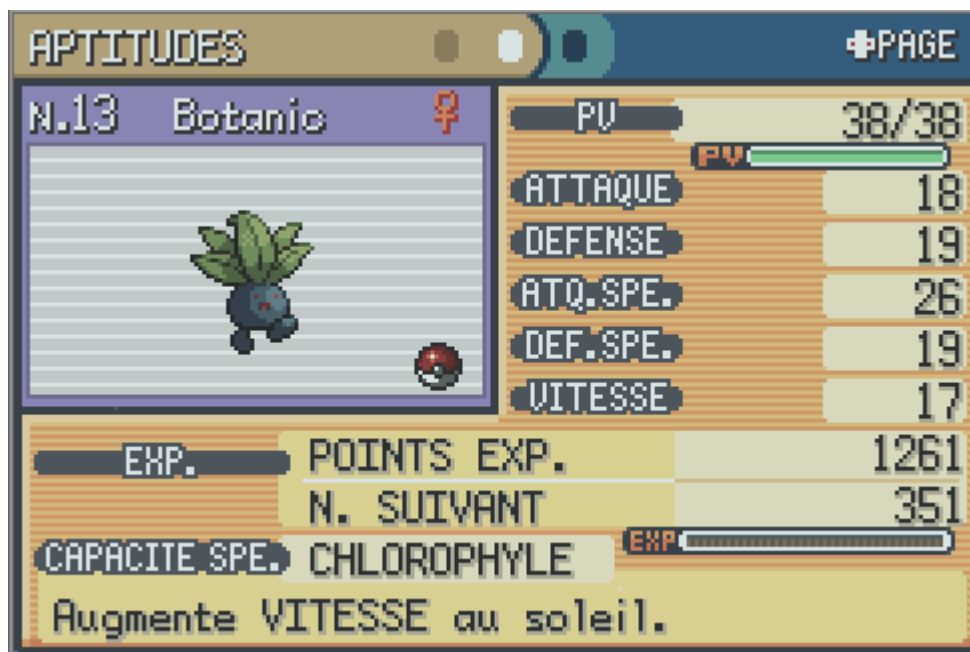 APTITUDES
PAGE
N.13 Botanic ♀
PV 38/38
PV
ATTAQUE 18
DEFENSE 19
ATQ.SPE. 26
DEF.SPE. 19
VITESSE 17
EXP. POINTS EXP. 1261
N. SUIVANT 351
EXP
CAPACITE SPE. CHLOROPHYLE
Augmente VITESSE au soleil.